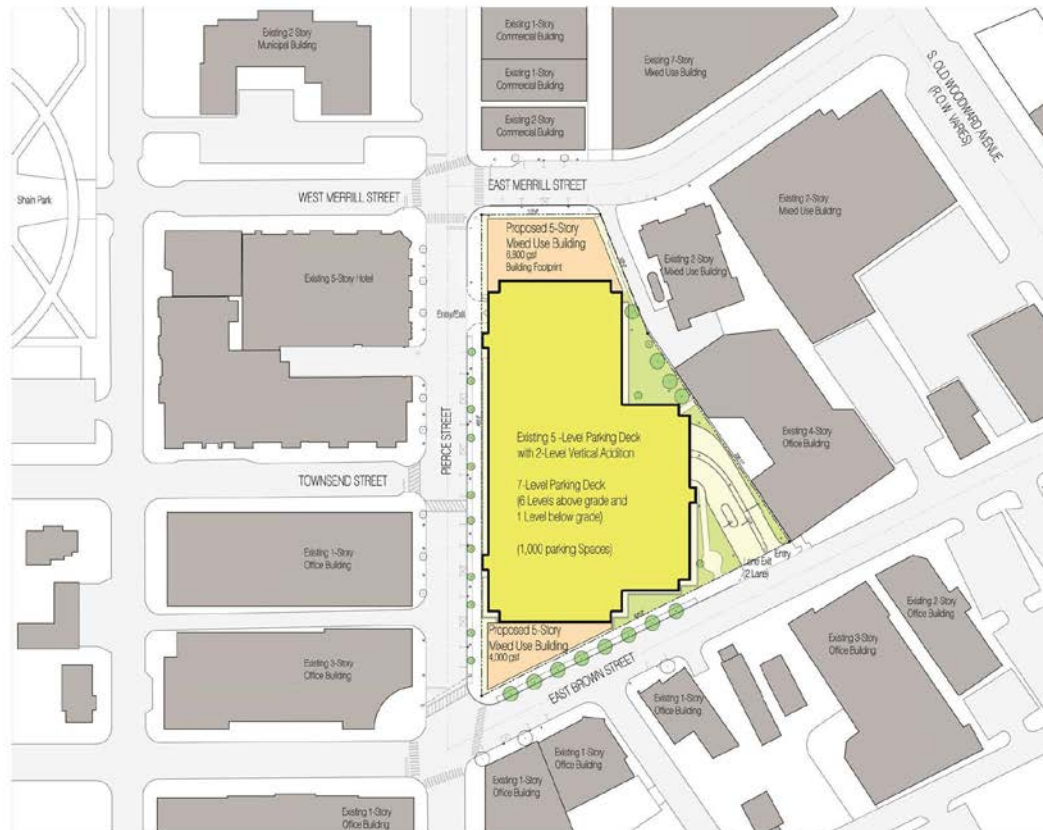 Existing 2 Story
Municipal Building
Existing 1-Story
Commercial Building
Existing 1-Story
Commercial Building
Existing 2-Story
Commercial Building
Existing 7-Story
Mixed Use Building
S. OLD WOODWARD AVENUE
(R.O.W. VARIES)
Shain Park
WEST MERRILL STREET
EAST MERRILL STREET
Proposed 5-Story
Mixed Use Building
6,800 gsf
Building Footprint
Existing 2-Story
Mixed Use Building
Existing 2-Story
Mixed Use Building
Existing 5-Story Hotel
Entry/Exit
PIERCE STREET
Existing 5 -Level Parking Deck
with 2-Level Vertical Addition
7-Level Parking Deck
(6 Levels above grade and
1 Level below grade)
(1,000 parking Spaces)
Existing 4-Story
Office Building
TOWNSEND STREET
Existing 1-Story
Office Building
Entry
Exit
(2 Lane)
Proposed 5-Story
Mixed Use Building
4,000 gsf
EAST BROWN STREET
Existing 3-Story
Office Building
Existing 2-Story
Office Building
Existing 3-Story
Office Building
Existing 1-Story
Office Building
Existing 1-Story
Office Building
Existing 1-Story
Office Building
Existing 1-Story
Office Building